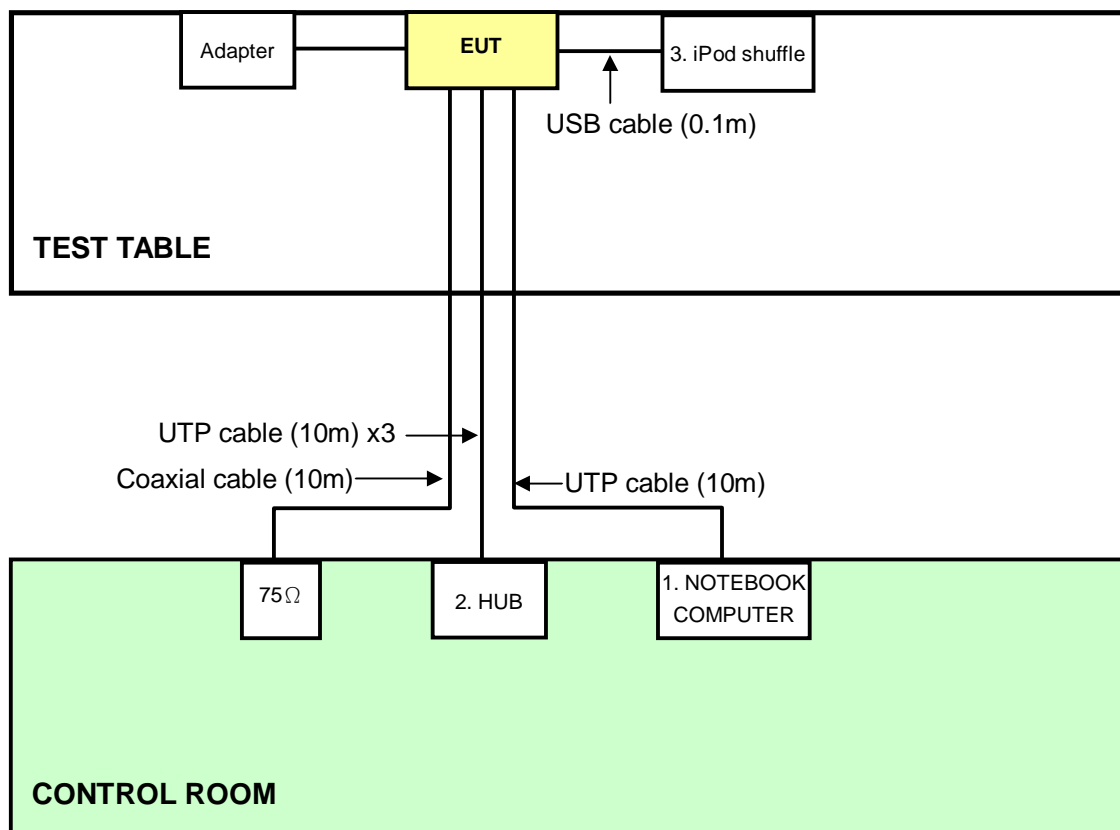 Adapter
EUT
3. iPod shuffle
USB cable (0.1m)
TEST TABLE
UTP cable (10m) x3
Coaxial cable (10m)
UTP cable (10m)
75Ω
2. HUB
1. NOTEBOOK
COMPUTER
CONTROL ROOM